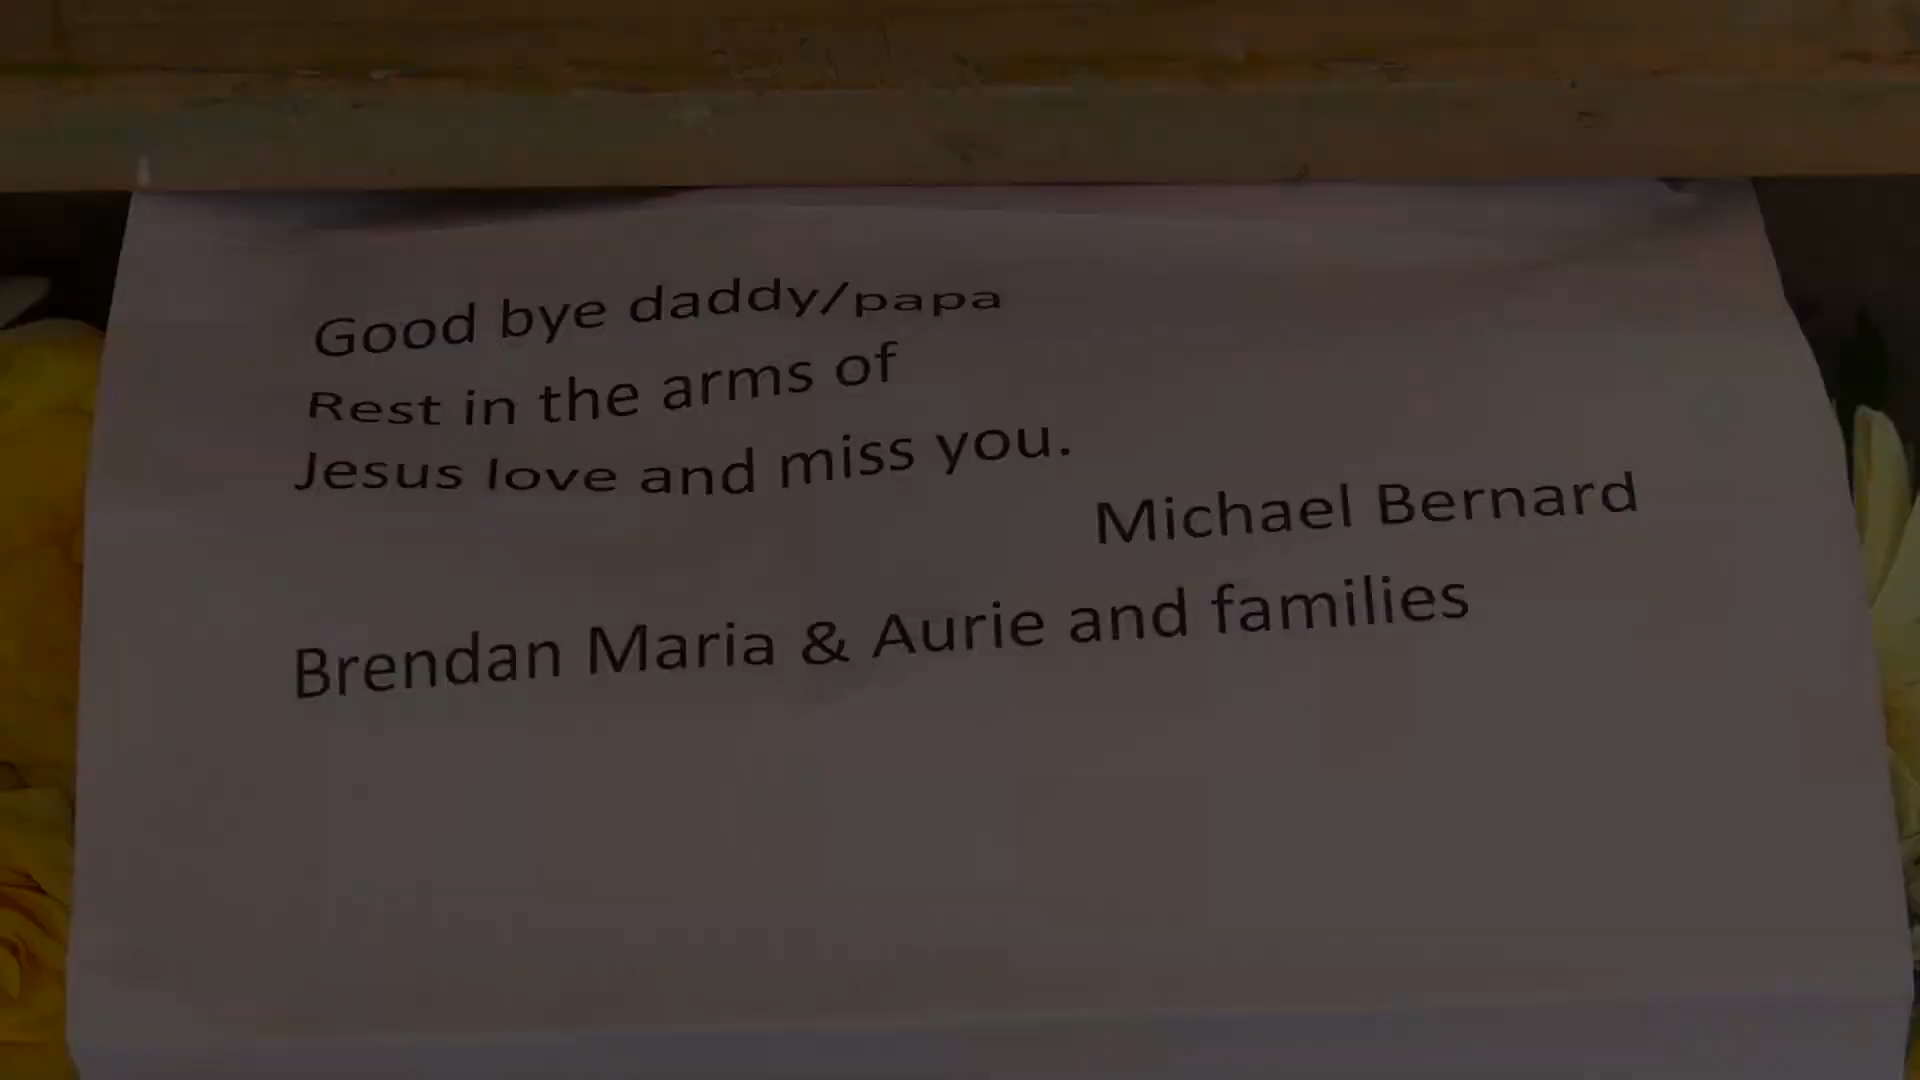 Good bye daddy/papa
Rest in the arms of
Jesus love and miss you.
Michael Bernard
Brendan Maria & Aurie and families